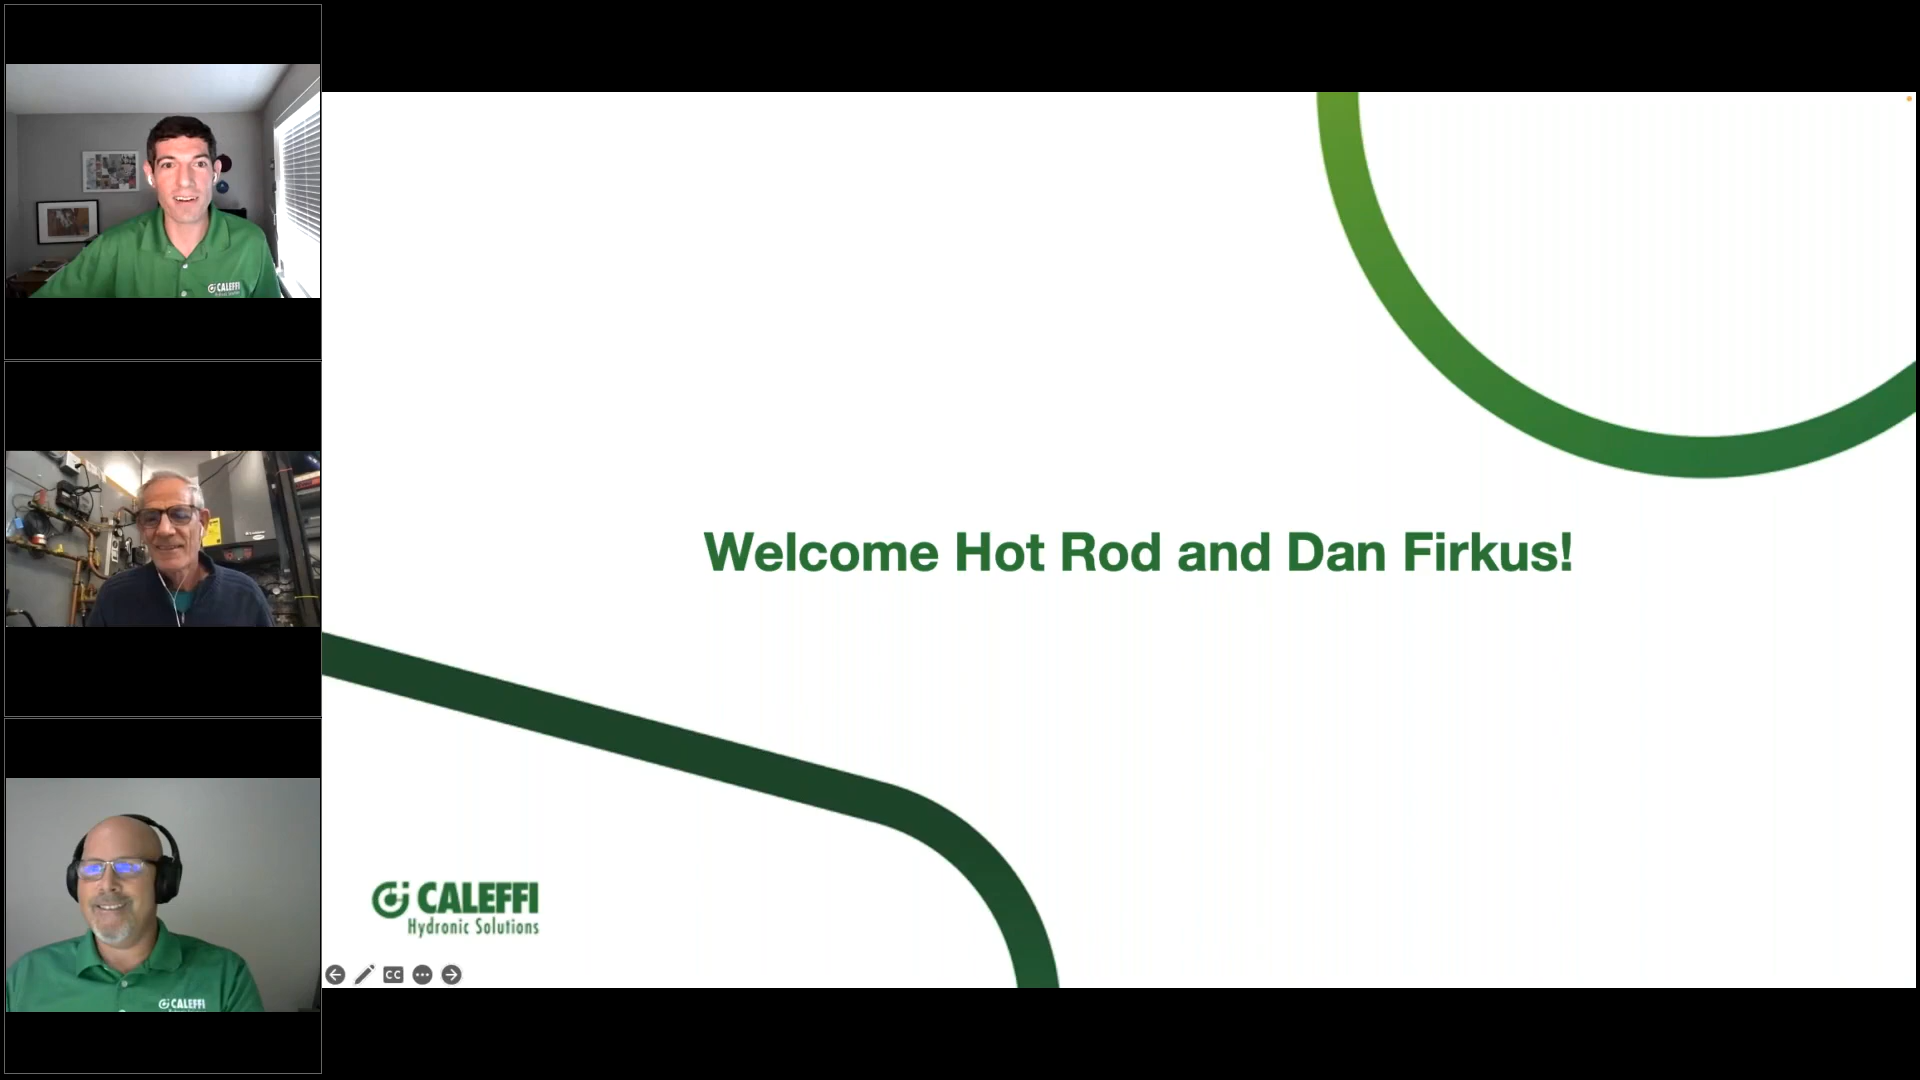 CALEFFI
Welcome Hot Rod and Dan Firkus!
CALEFFI
Hydronic Solutions
CC
CALEFFI